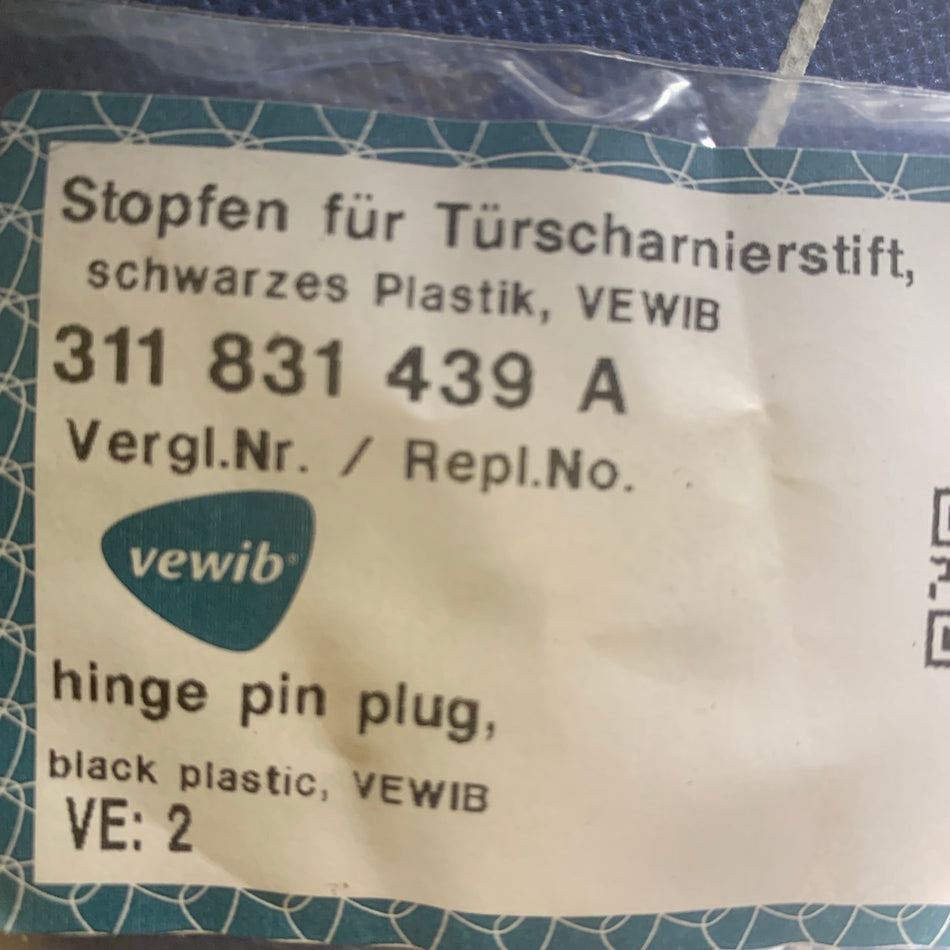 Stopfen für Türscharnierstift,
schwarzes Plastik, VEWIB
311 831 439 A
Vergl.Nr. / Repl.No.
vewib®
hinge pin plug,
black plastic, VEWIB
VE: 2